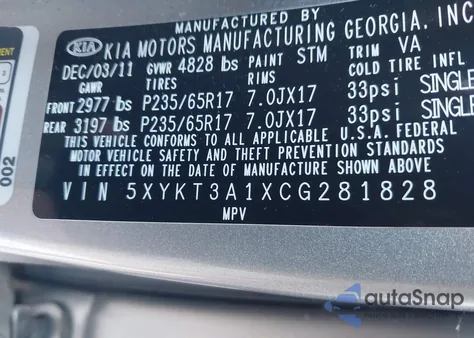 MANUFACTURED BY
KIA KIA MOTORS MANUFACTURING GEORGIA, INC
DEC/03/11 GVWR 4828 lbs PAINT STM TRIM VA
GAWR TIRES RIMS COLD TIRE INFL
FRONT 2977 lbs P235/65R17 7.0JX17 33psi SINGLE
REAR 3197 lbs P235/65R17 7.0JX17 33psi SINGLE
THIS VEHICLE CONFORMS TO ALL APPLICABLE U.S.A. FEDERAL
MOTOR VEHICLE SAFETY AND THEFT PREVENTION STANDARDS
IN EFFECT ON THE DATE OF MANUFACTURE SHOWN ABOVE
VIN 5XYKT3A1XCG281828
MPV
002
autoSnap